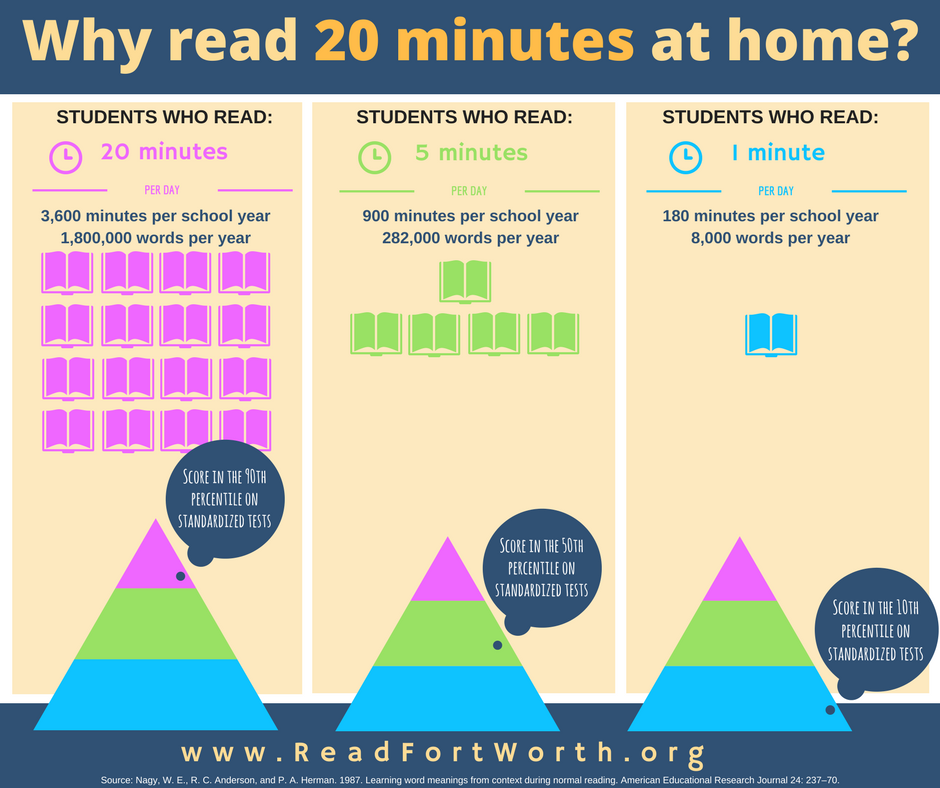 Why read 20 minutes at home?
STUDENTS WHO READ:
20 minutes
PER DAY
3,600 minutes per school year
1,800,000 words per year
Score in the 90th
percentile on
standardized tests
STUDENTS WHO READ:
5 minutes
PER DAY
900 minutes per school year
282,000 words per year
Score in the 50th
percentile on
standardized tests
STUDENTS WHO READ:
1 minute
PER DAY
180 minutes per school year
8,000 words per year
Score in the 10th
percentile on
standardized tests
www.ReadFortWorth.org
Source: Nagy, W. E., R. C. Anderson, and P. A. Herman. 1987. Learning word meanings from context during normal reading. American Educational Research Journal 24: 237–70.